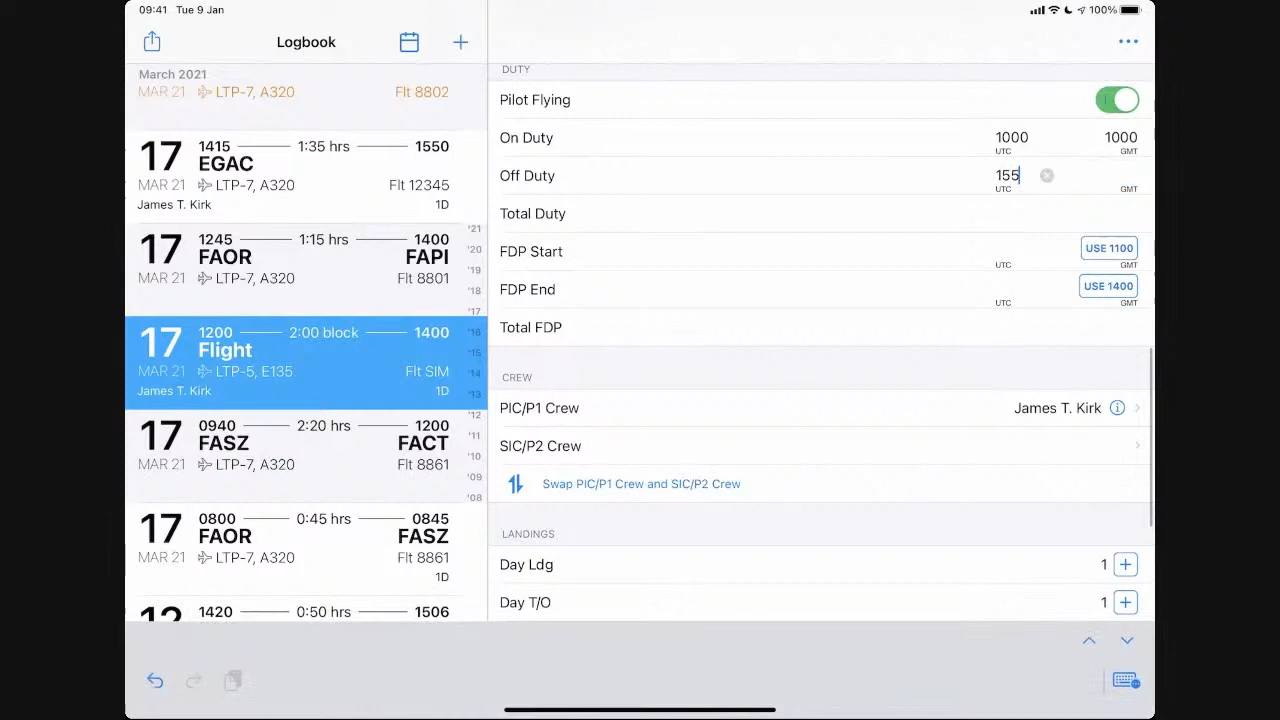 09:41 Tue 9 Jan
100%
Logbook
March 2021
MAR 21 LTP-7, A320 Flt 8802
17 1415 1:35 hrs 1550
EGAC
MAR 21 LTP-7, A320 Flt 12345
James T. Kirk 1D
17 1245 1:15 hrs 1400
FAOR FAPI
MAR 21 LTP-7, A320 Flt 8801
17 1200 2:00 block 1400
Flight
MAR 21 LTP-5, E135 Flt SIM
James T. Kirk 1D
17 0940 2:20 hrs 1200
FASZ FACT
MAR 21 LTP-7, A320 Flt 8861
17 0800 0:45 hrs 0845
FAOR FASZ
MAR 21 LTP-7, A320 Flt 8861
1D
12 1420 0:50 hrs 1506
'21
'20
'19
'18
'17
'16
'15
'14
'13
'12
'11
'10
'09
'08
DUTY
Pilot Flying
On Duty 1000 1000
UTC GMT
Off Duty 155
UTC GMT
Total Duty
FDP Start USE 1100
UTC GMT
FDP End USE 1400
UTC GMT
Total FDP
CREW
PIC/P1 Crew James T. Kirk
SIC/P2 Crew
Swap PIC/P1 Crew and SIC/P2 Crew
LANDINGS
Day Ldg 1
Day T/O 1